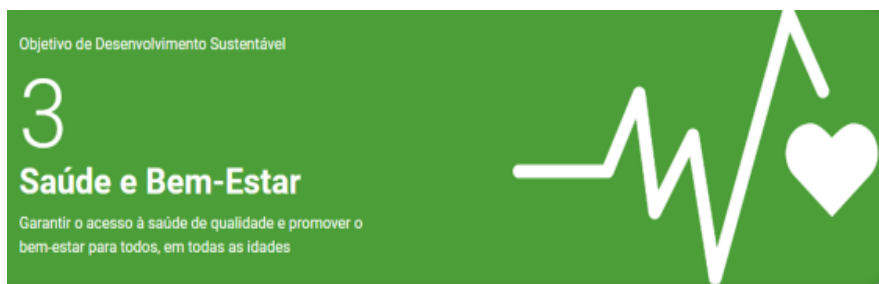 Objetivo de Desenvolvimento Sustentável
3
Saúde e Bem-Estar
Garantir o acesso à saúde de qualidade e promover o
bem-estar para todos, em todas as idades